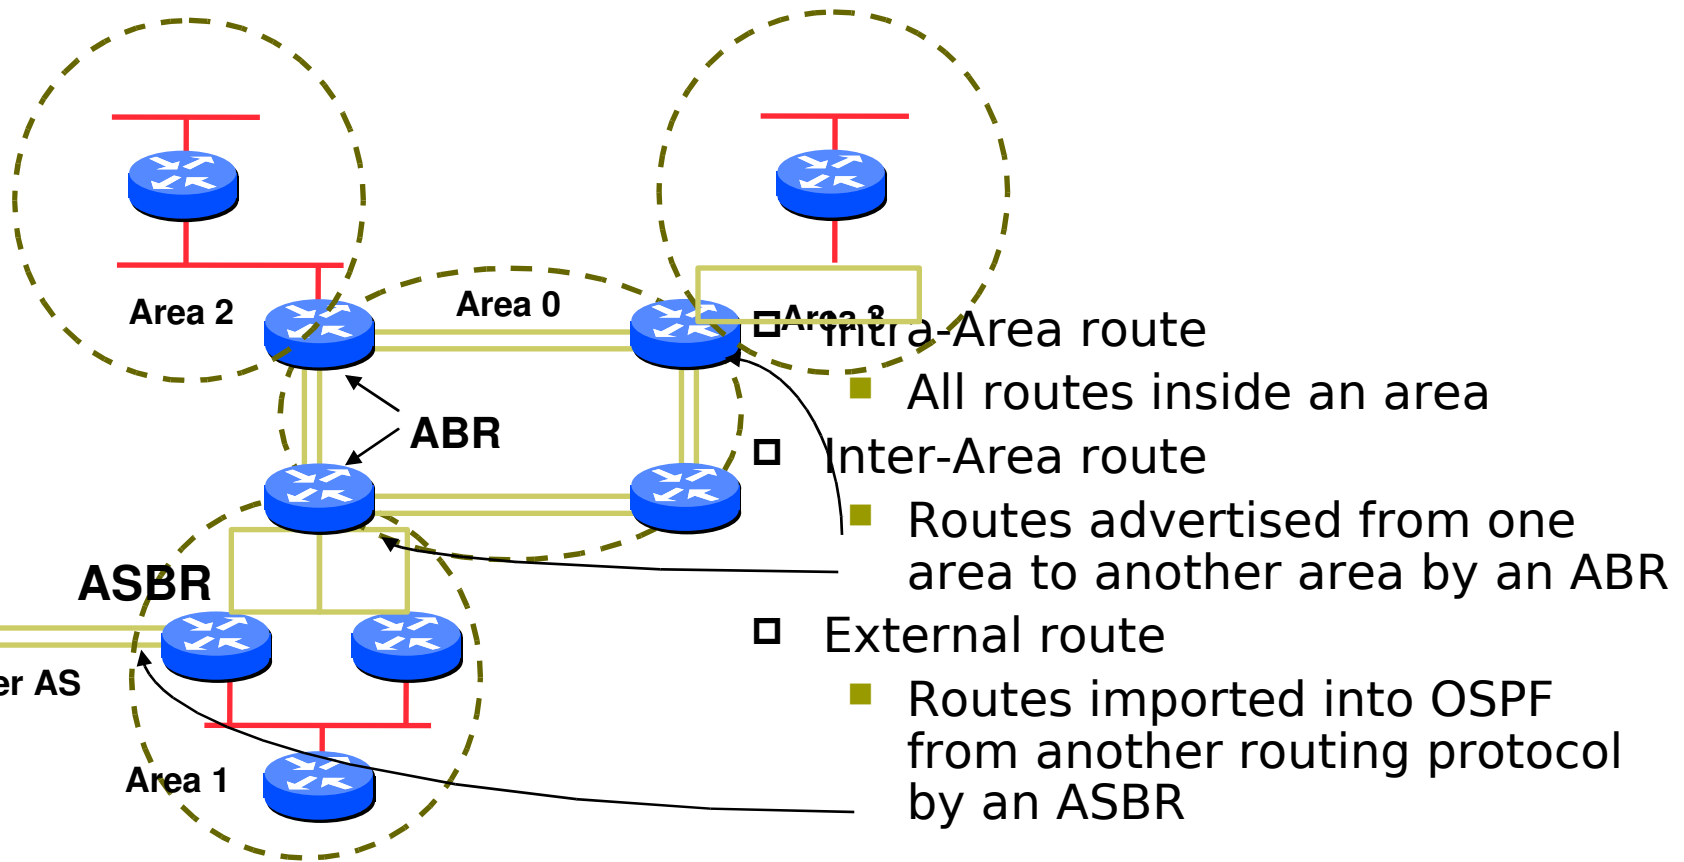 Area 2
Area 0
Area 3
ABR
ASBR
er AS
Area 1
Intra-Area route
All routes inside an area
Inter-Area route
Routes advertised from one
area to another area by an ABR
External route
Routes imported into OSPF
from another routing protocol
by an ASBR